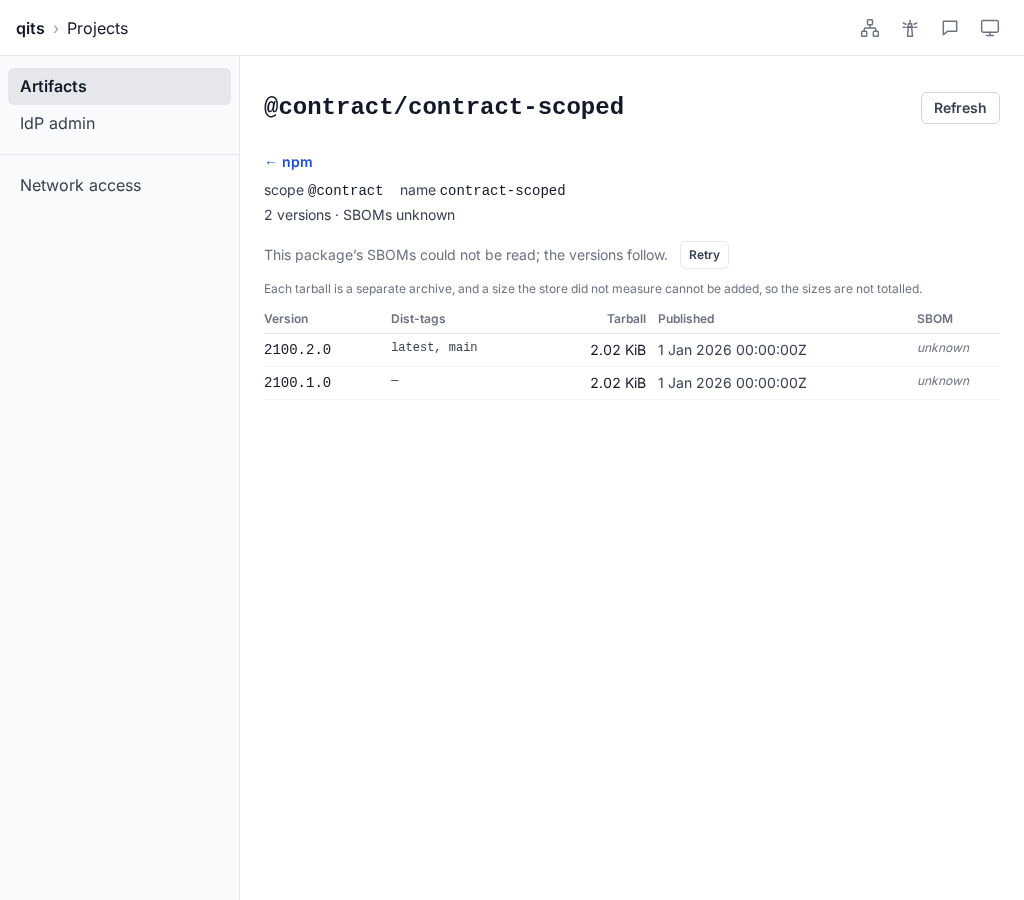 qits › Projects
Artifacts
IdP admin
Network access
@contract/contract-scoped
Refresh
← npm
scope @contract name contract-scoped
2 versions · SBOMs unknown
This package’s SBOMs could not be read; the versions follow. Retry
Each tarball is a separate archive, and a size the store did not measure cannot be added, so the sizes are not totalled.
Version Dist-tags Tarball Published SBOM
2100.2.0 latest, main 2.02 KiB 1 Jan 2026 00:00:00Z unknown
2100.1.0 — 2.02 KiB 1 Jan 2026 00:00:00Z unknown